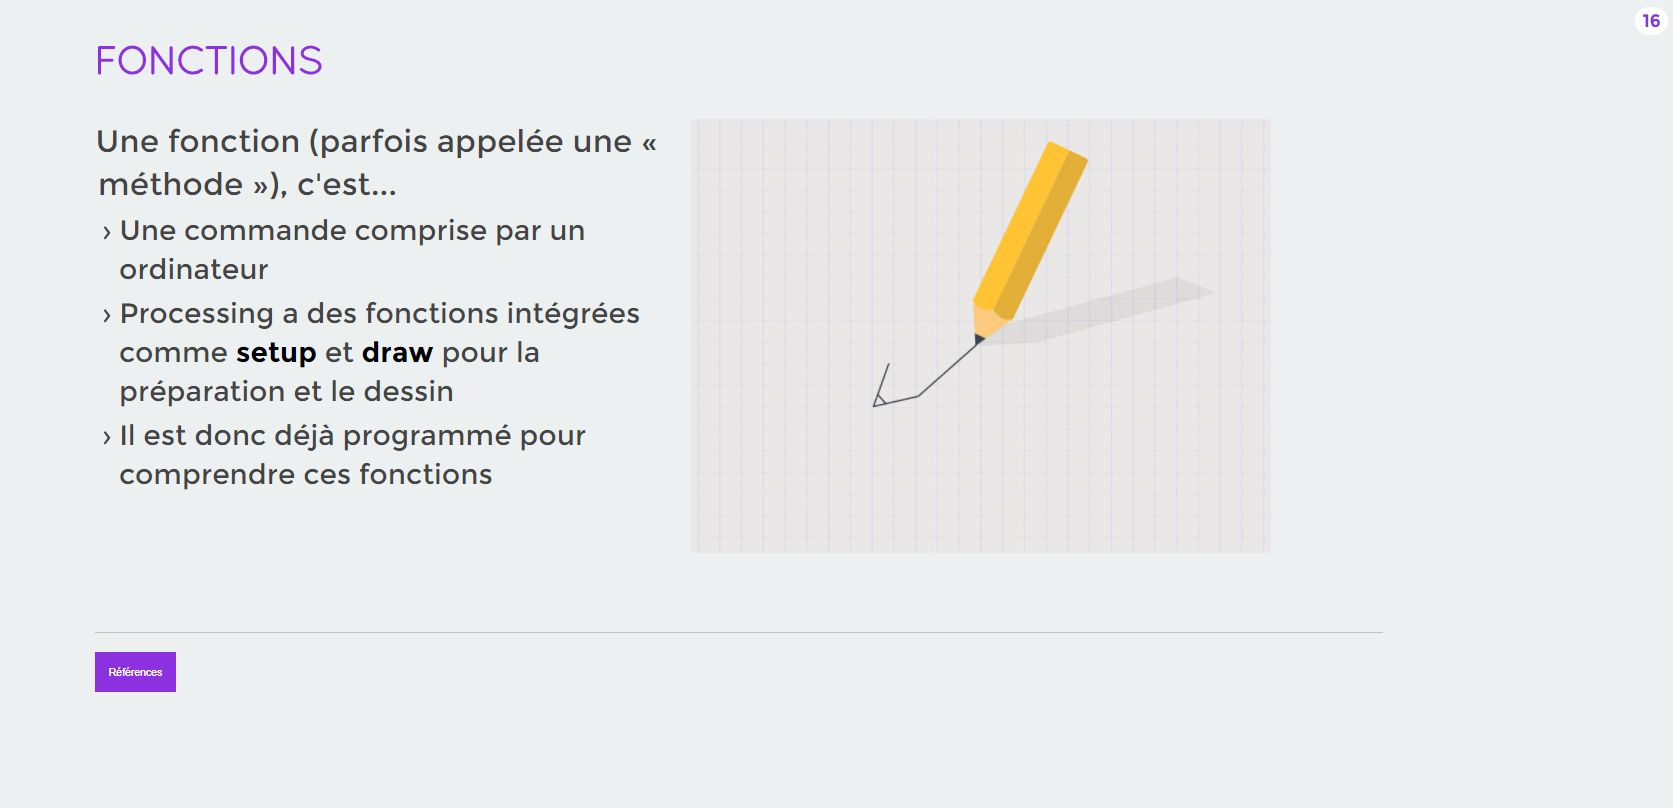 16
FONCTIONS
Une fonction (parfois appelée une «
méthode »), c'est...
› Une commande comprise par un
ordinateur
› Processing a des fonctions intégrées
comme setup et draw pour la
préparation et le dessin
› Il est donc déjà programmé pour
comprendre ces fonctions
Références